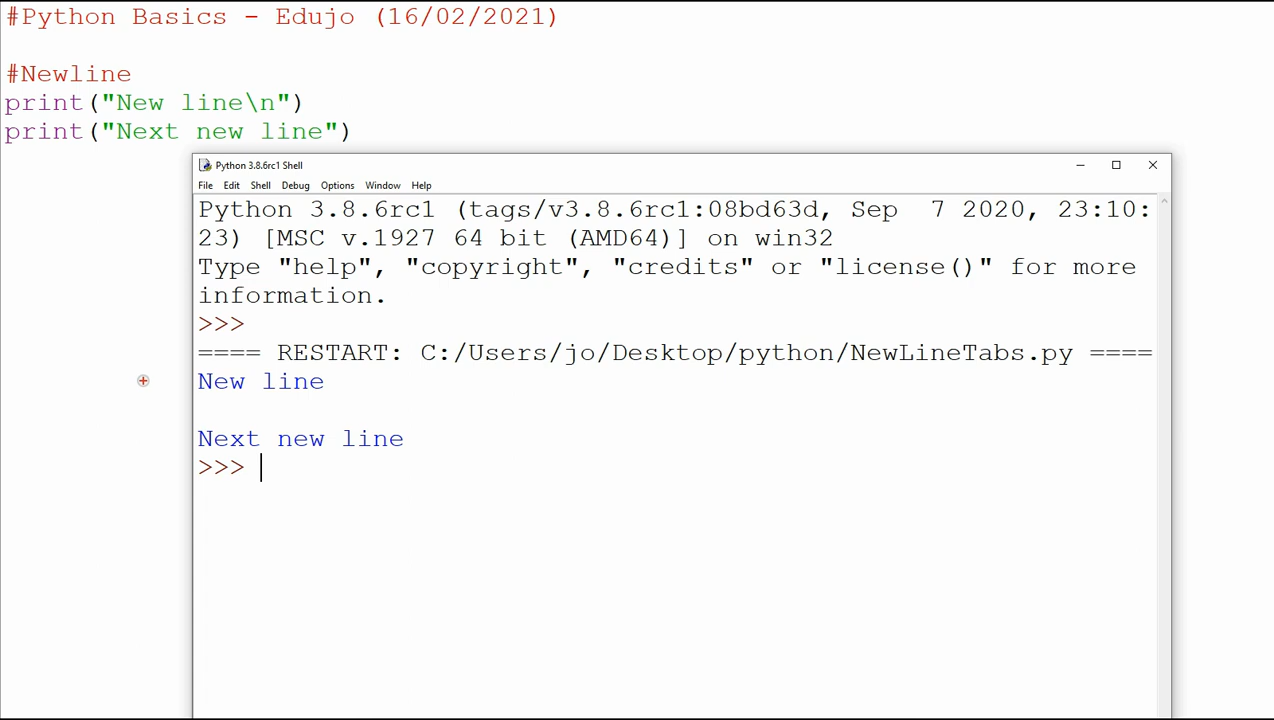 #Python Basics - Edujo (16/02/2021)
#Newline
print("New line\n")
print("Next new line")
Python 3.8.6rc1 Shell
File Edit Shell Debug Options Window Help
Python 3.8.6rc1 (tags/v3.8.6rc1:08bd63d, Sep  7 2020, 23:10:
23) [MSC v.1927 64 bit (AMD64)] on win32
Type "help", "copyright", "credits" or "license()" for more
information.
>>>
==== RESTART: C:/Users/jo/Desktop/python/NewLineTabs.py ====
New line
Next new line
>>>